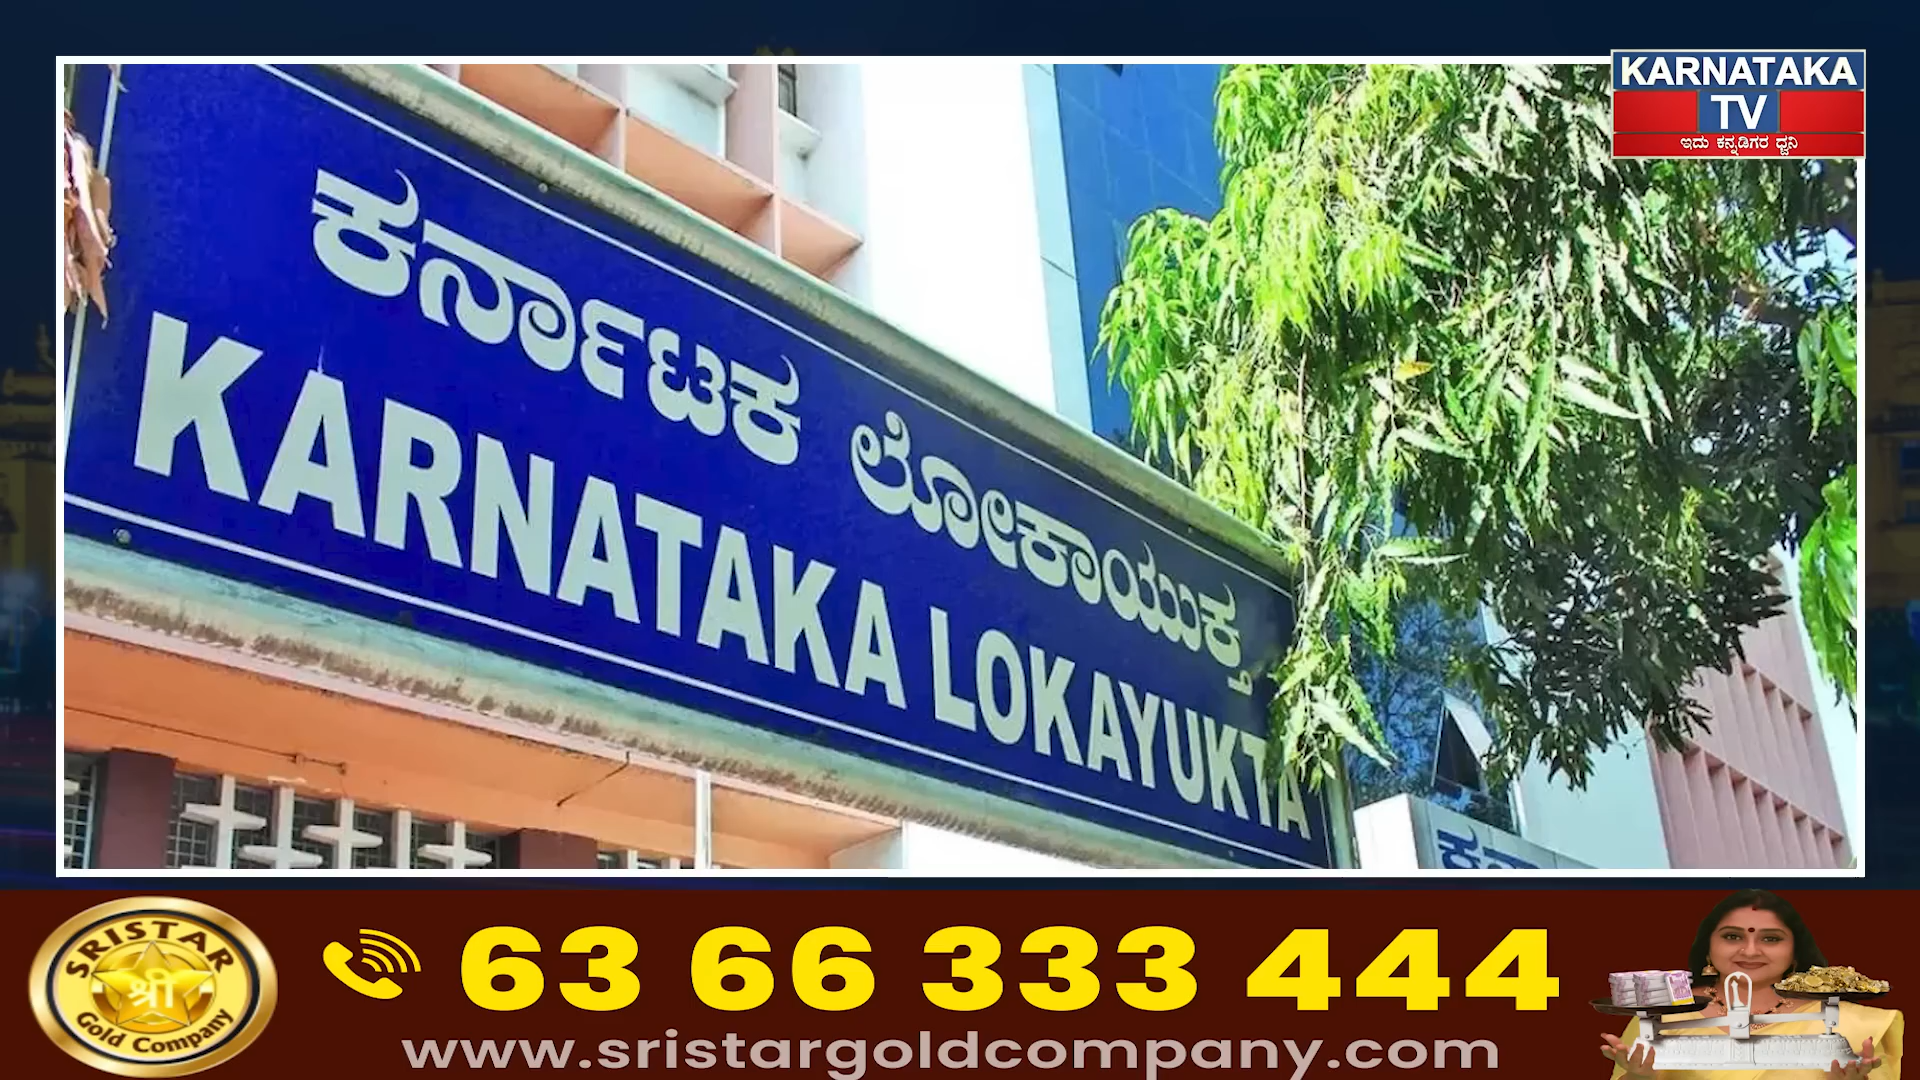 KARNATAKA
TV
ಇದು ಕನ್ನಡಿಗರ ಧ್ವನಿ
ಕರ್ನಾಟಕ ಲೋಕಾಯುಕ್ತ
KARNATAKA LOKAYUKTA
SRISTAR
श्री
Gold Company
63 66 333 444
www.sristargoldcompany.com